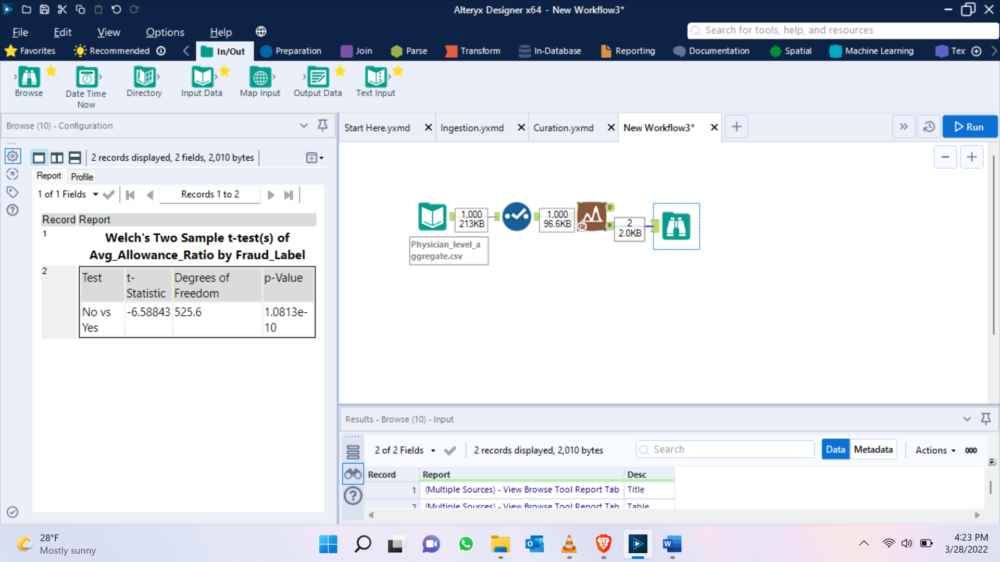 Alteryx Designer x64 - New Workflow3*
File Edit View Options Help
Search for tools, help, and resources
Favorites Recommended In/Out Preparation Join Parse Transform In-Database Reporting Documentation Spatial Machine Learning Tex
Browse Date Time Directory Input Data Map Input Output Data Text Input
Now
Browse (10) - Configuration
Start Here.yxmd Ingestion.yxmd Curation.yxmd New Workflow3* Run
2 records displayed, 2 fields, 2,010 bytes
Report Profile
1 of 1 Fields Records 1 to 2
Record Report
1
Welch's Two Sample t-test(s) of
Avg_Allowance_Ratio by Fraud_Label
2
Test t- Degrees of p-Value
Statistic Freedom
No vs -6.58843 525.6 1.0813e-
Yes 10
1,000
213KB
1,000
96.6KB
D
R
2
2.0KB
Physician_level_a
ggregate.csv
Results - Browse (10) - Input
2 of 2 Fields 2 records displayed, 2,010 bytes Search Data Metadata Actions 000
Record Report Desc
1 (Multiple Sources) - View Browse Tool Report Tab Title
2 (Multiple Sources) - View Browse Tool Report Tab Table
28°F
Mostly sunny
4:23 PM
3/28/2022